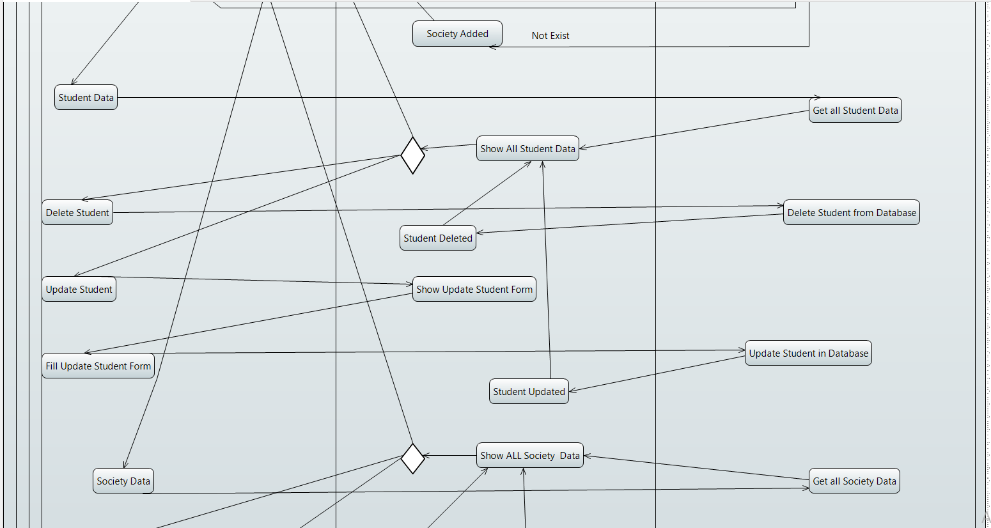 Society Added
Not Exist
Student Data
Get all Student Data
Show All Student Data
Delete Student
Delete Student from Database
Student Deleted
Update Student
Show Update Student Form
Update Student in Database
Fill Update Student Form
Student Updated
Show ALL Society Data
Society Data
Get all Society Data